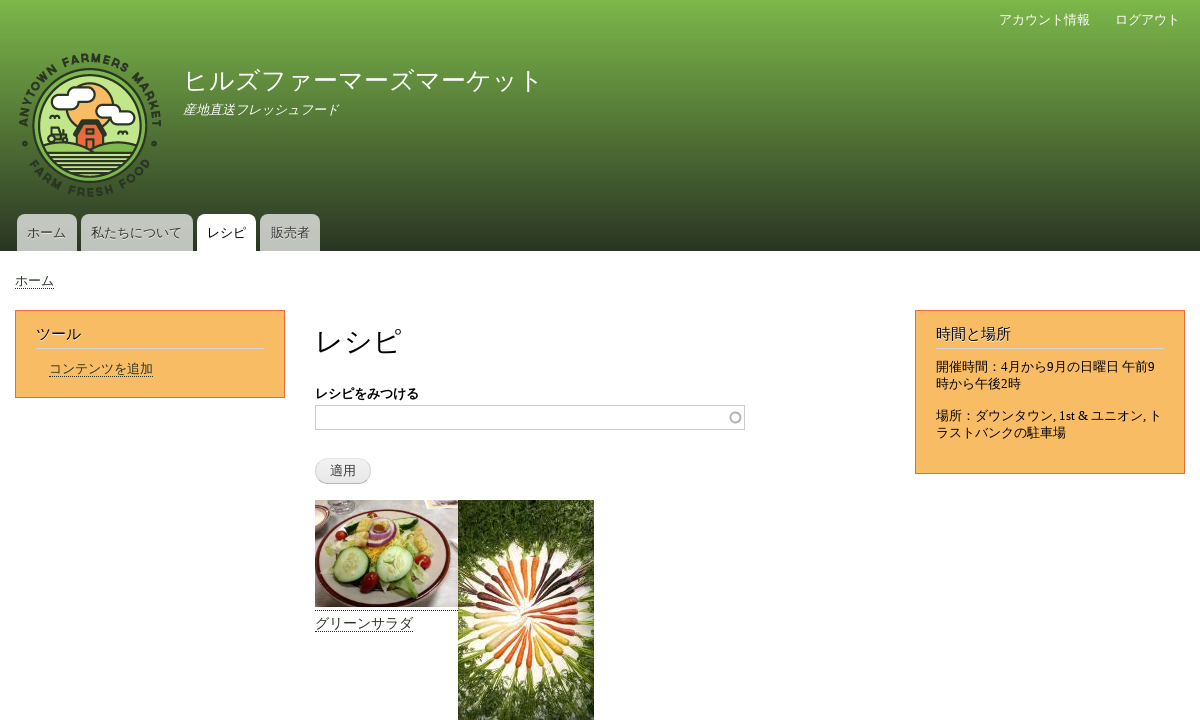 アカウント情報
ログアウト
ANYTOWN FARMERS MARKET
FARM FRESH FOOD
ヒルズファーマーズマーケット
産地直送フレッシュフード
ホーム
私たちについて
レシピ
販売者
ホーム
ツール
コンテンツを追加
レシピ
レシピをみつける
適用
グリーンサラダ
時間と場所
開催時間：4月から9月の日曜日 午前9
時から午後2時
場所：ダウンタウン, 1st & ユニオン, ト
ラストバンクの駐車場